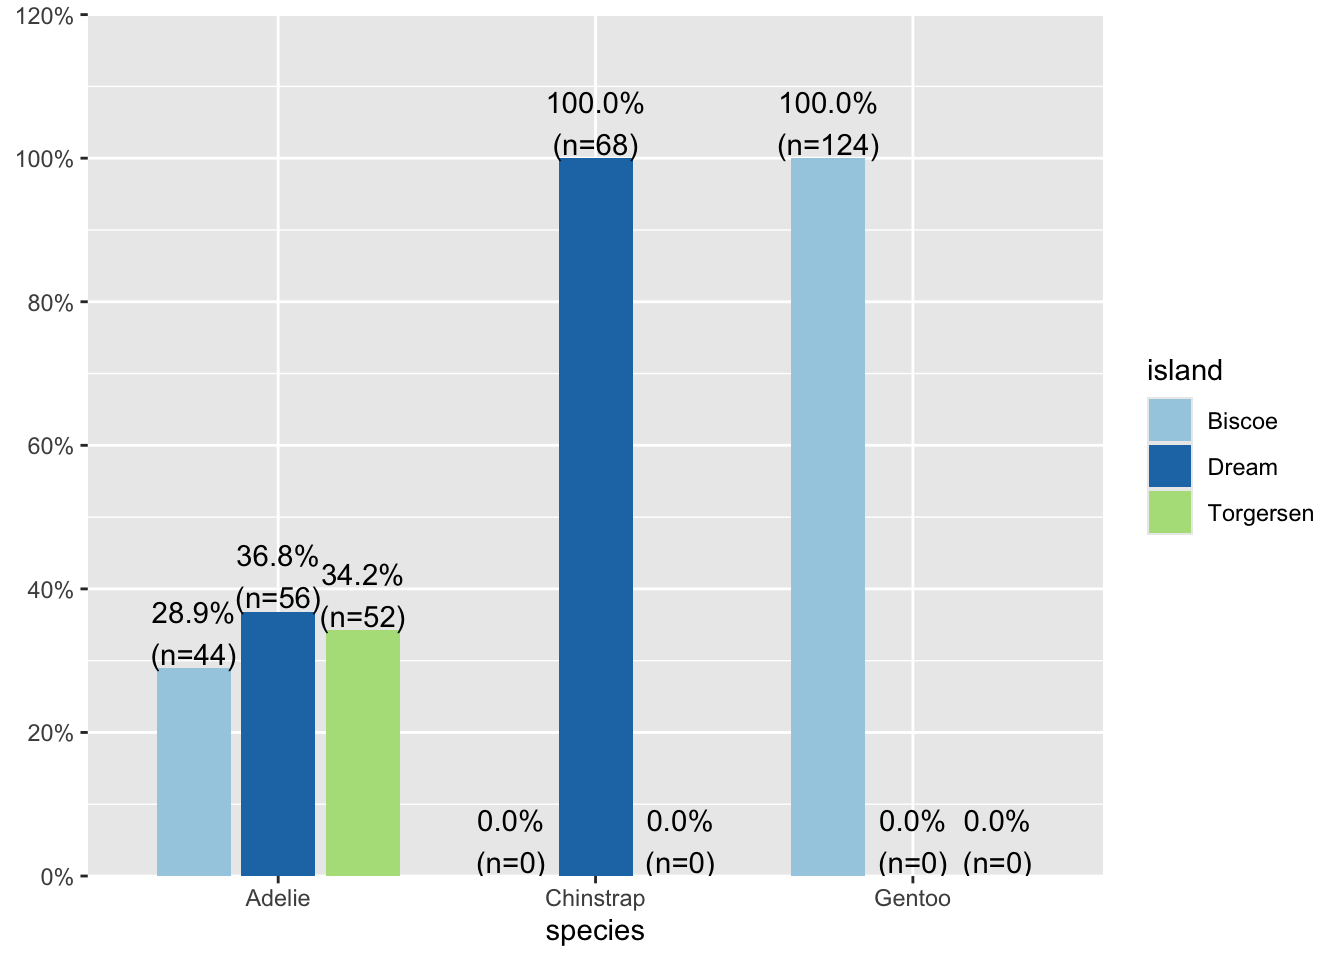 120%
100%
80%
60%
40%
20%
0%
28.9%
(n=44)
36.8%
(n=56)
34.2%
(n=52)
0.0%
(n=0)
100.0%
(n=68)
0.0%
(n=0)
100.0%
(n=124)
0.0%
(n=0)
0.0%
(n=0)
Adelie
Chinstrap
Gentoo
species
island
Biscoe
Dream
Torgersen